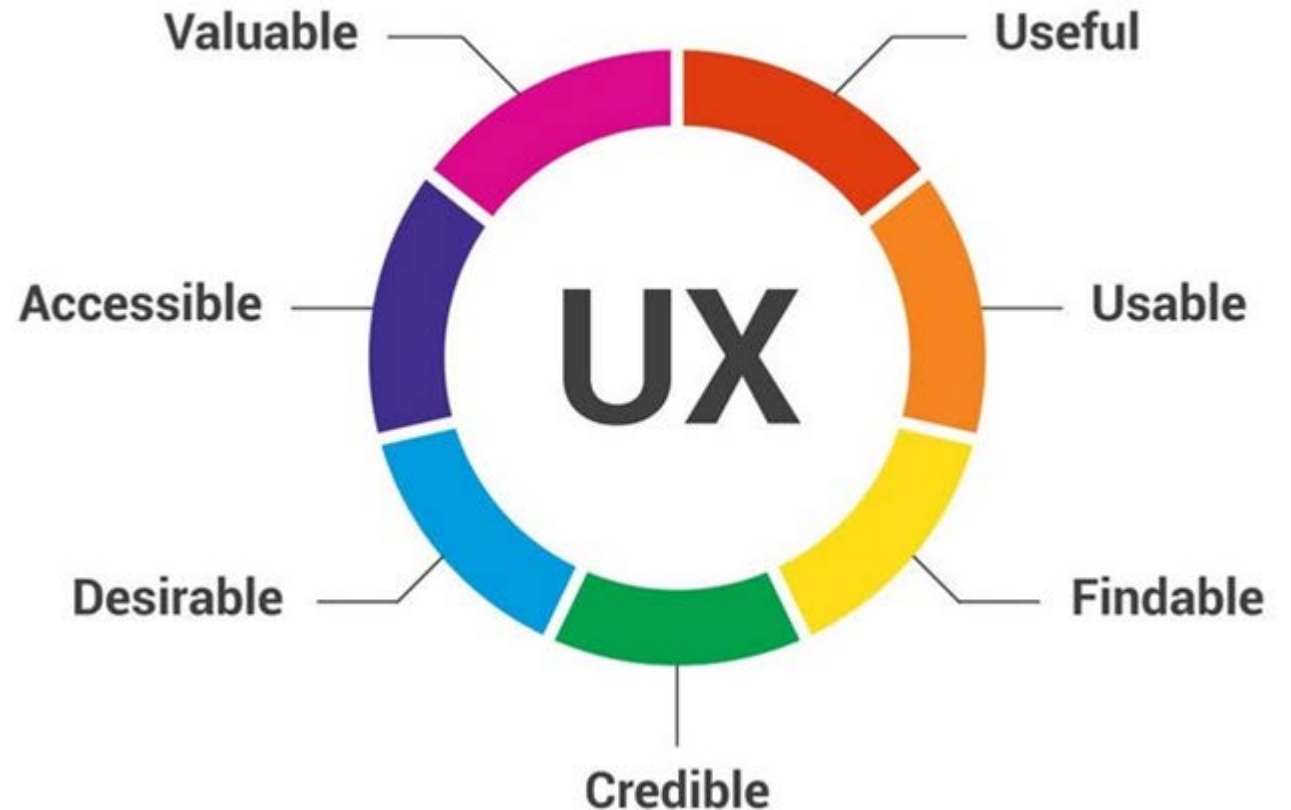 Valuable
Useful
Accessible
UX
Usable
Desirable
Findable
Credible